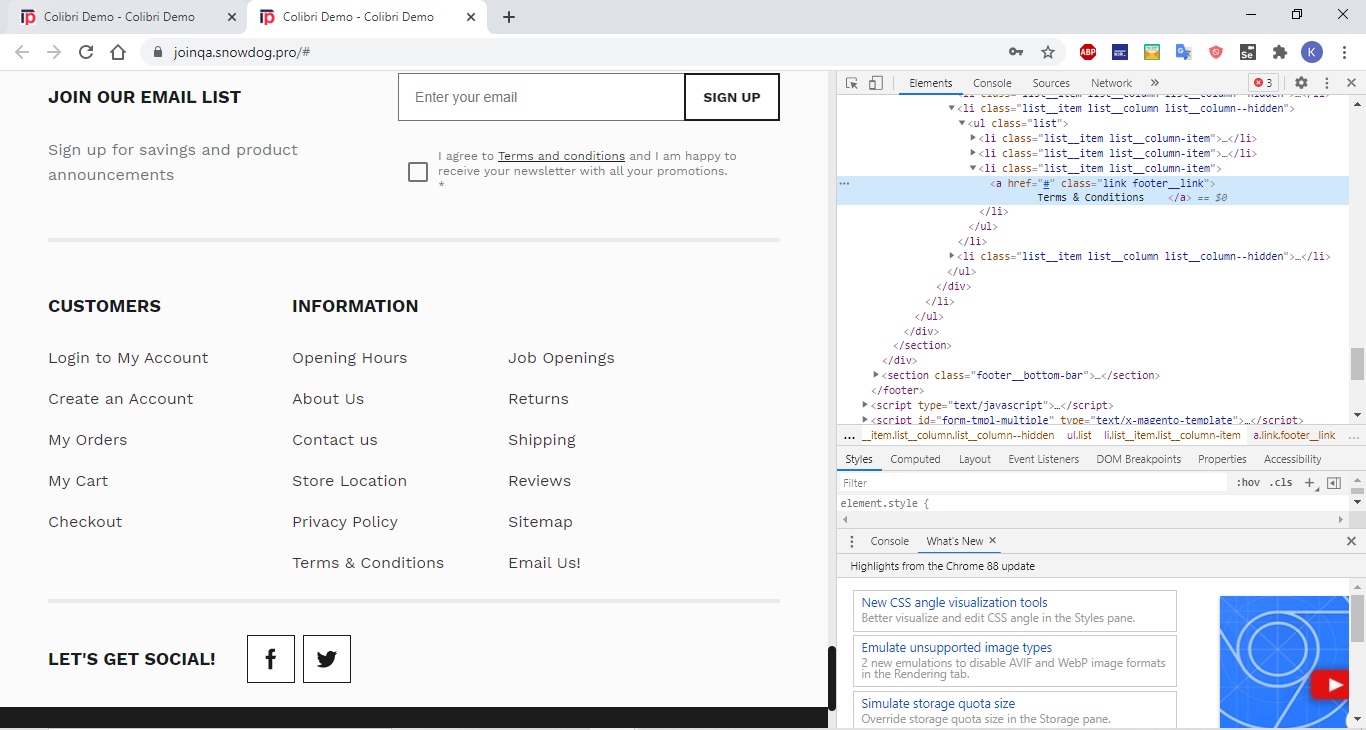 Colibri Demo - Colibri Demo
Colibri Demo - Colibri Demo
joinqa.snowdog.pro/#
ABP
Se
K
JOIN OUR EMAIL LIST
Enter your email
SIGN UP
Sign up for savings and product
announcements
I agree to Terms and conditions and I am happy to
receive your newsletter with all your promotions.
*
CUSTOMERS
Login to My Account
Create an Account
My Orders
My Cart
Checkout
INFORMATION
Opening Hours
About Us
Contact us
Store Location
Privacy Policy
Terms & Conditions
Job Openings
Returns
Shipping
Reviews
Sitemap
Email Us!
LET'S GET SOCIAL!
Elements Console Sources Network » 3
<li class="list__item list__column list__column--hidden">…</li>
<li class="list__item list__column list__column--hidden">
<ul class="list">
<li class="list__item list__column-item">…</li>
<li class="list__item list__column-item">…</li>
<li class="list__item list__column-item">
<a href="#" class="link footer__link">
Terms & Conditions </a> == $0
</li>
</ul>
</li>
<li class="list__item list__column list__column--hidden">…</li>
</ul>
</div>
</li>
</ul>
</div>
</section>
</div>
<section class="footer__bottom-bar">…</section>
</footer>
<script type="text/javascript">…</script>
<script id="form-tmpl-multiple" type="text/x-magento-template">…</script>
… __item.list__column.list__column--hidden ul.list li.list__item.list__column-item a.link.footer__link …
Styles Computed Layout Event Listeners DOM Breakpoints Properties Accessibility
Filter :hov .cls +
element.style {
Console What's New
Highlights from the Chrome 88 update
New CSS angle visualization tools
Better visualize and edit CSS angle in the Styles pane.
Emulate unsupported image types
2 new emulations to disable AVIF and WebP image formats
in the Rendering tab.
Simulate storage quota size
Override storage quota size in the Storage pane.